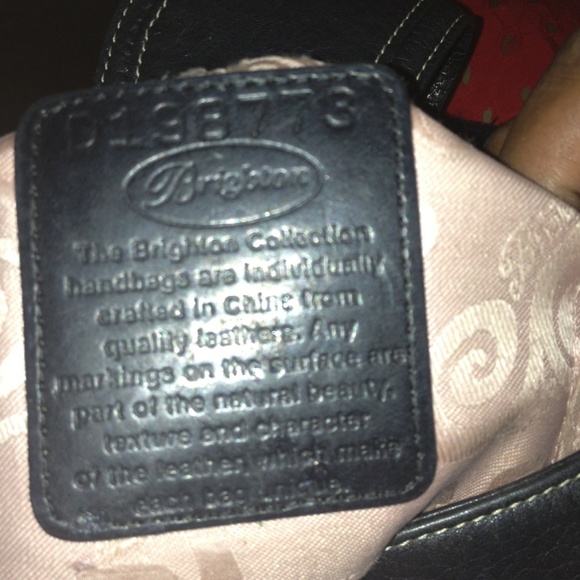 D198773
Brighton
The Brighton Collection
handbags are individually
crafted in China from
quality leathers. Any
markings on the surface are
part of the natural beauty,
texture and character
of the leather which make
each bag unique.